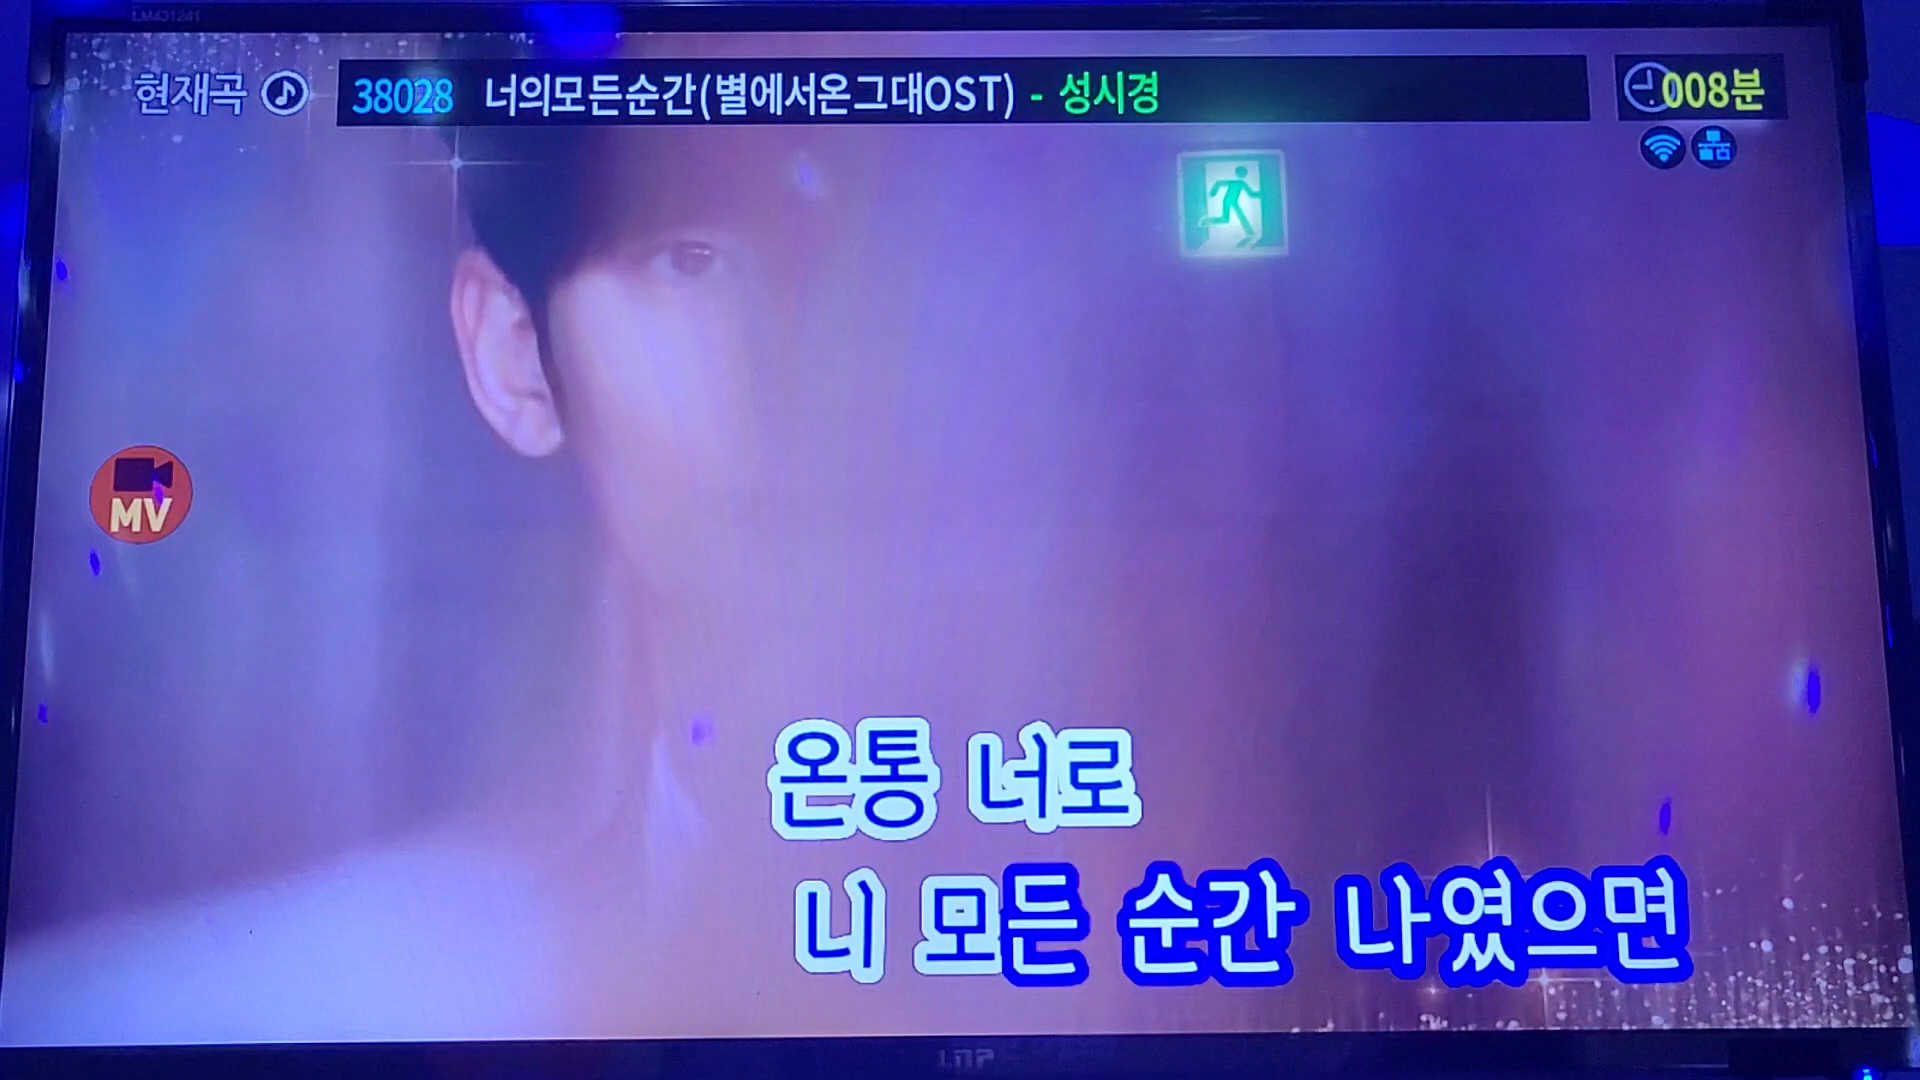 LM431241
현재곡 38028 너의모든순간(별에서온그대OST) - 성시경 008분
MV
온통 너로
니 모든 순간 나였으면